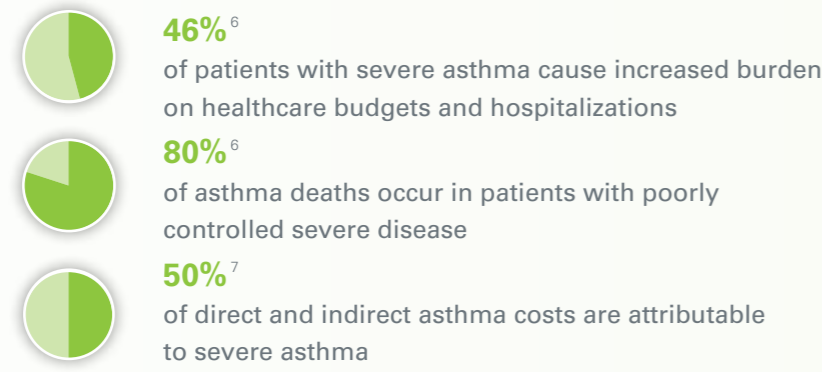 46% 6
of patients with severe asthma cause increased burden
on healthcare budgets and hospitalizations
80% 6
of asthma deaths occur in patients with poorly
controlled severe disease
50% 7
of direct and indirect asthma costs are attributable
to severe asthma